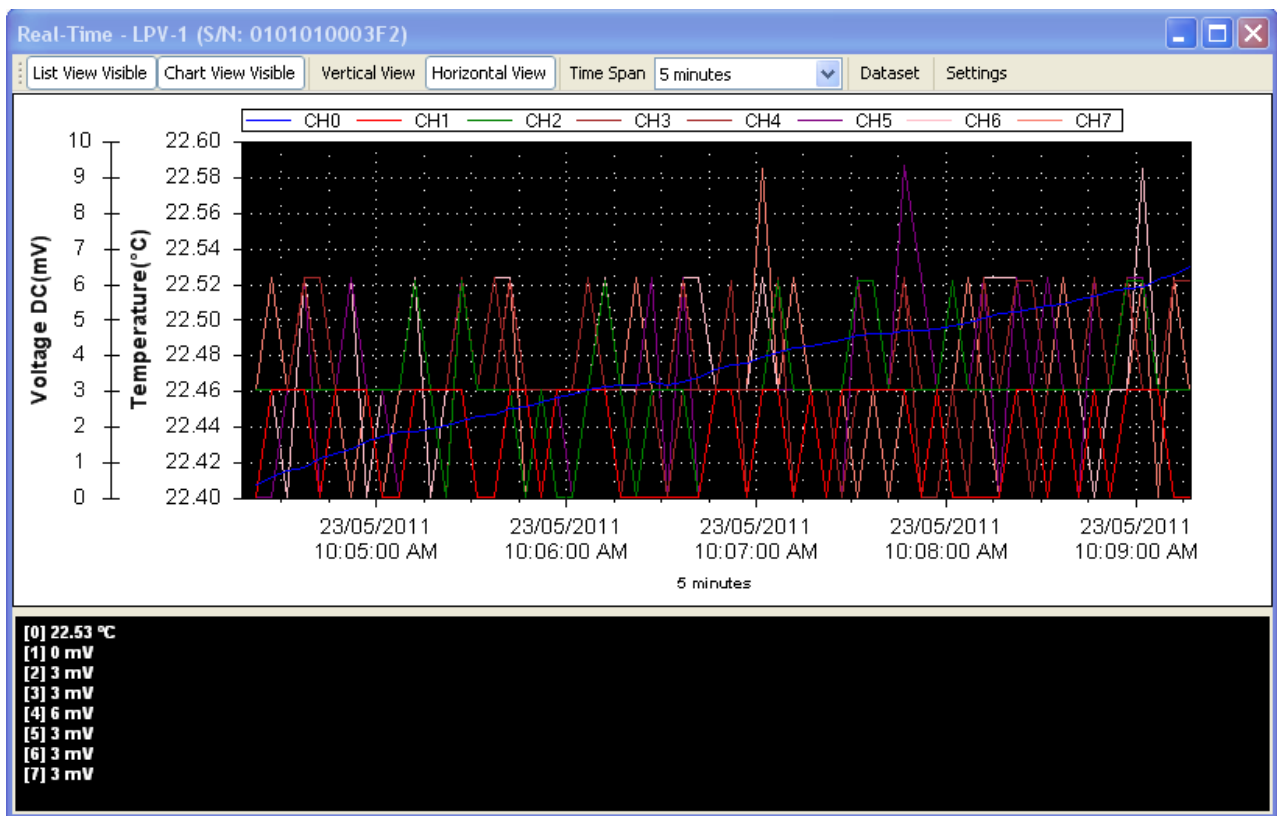 Real-Time - LPV-1 (S/N: 0101010003F2)
List View Visible Chart View Visible Vertical View Horizontal View Time Span 5 minutes Dataset Settings
CH0 CH1 CH2 CH3 CH4 CH5 CH6 CH7
Voltage DC(mV)
10
9
8
7
6
5
4
3
2
1
0
Temperature(°C)
22.60
22.58
22.56
22.54
22.52
22.50
22.48
22.46
22.44
22.42
22.40
23/05/2011 23/05/2011 23/05/2011 23/05/2011 23/05/2011
10:05:00 AM 10:06:00 AM 10:07:00 AM 10:08:00 AM 10:09:00 AM
5 minutes
[0] 22.53 ºC
[1] 0 mV
[2] 3 mV
[3] 3 mV
[4] 6 mV
[5] 3 mV
[6] 3 mV
[7] 3 mV